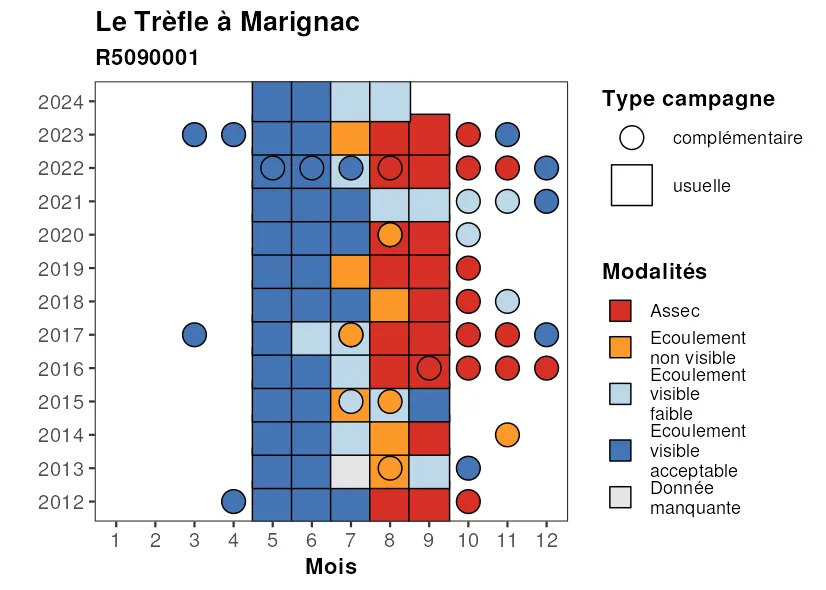 Le Trèfle à Marignac
R5090001
2024
2023
2022
2021
2020
2019
2018
2017
2016
2015
2014
2013
2012
1 2 3 4 5 6 7 8 9 10 11 12
Mois
Type campagne
complémentaire
usuelle
Modalités
Assec
Ecoulement
non visible
Ecoulement
visible
faible
Ecoulement
visible
acceptable
Donnée
manquante